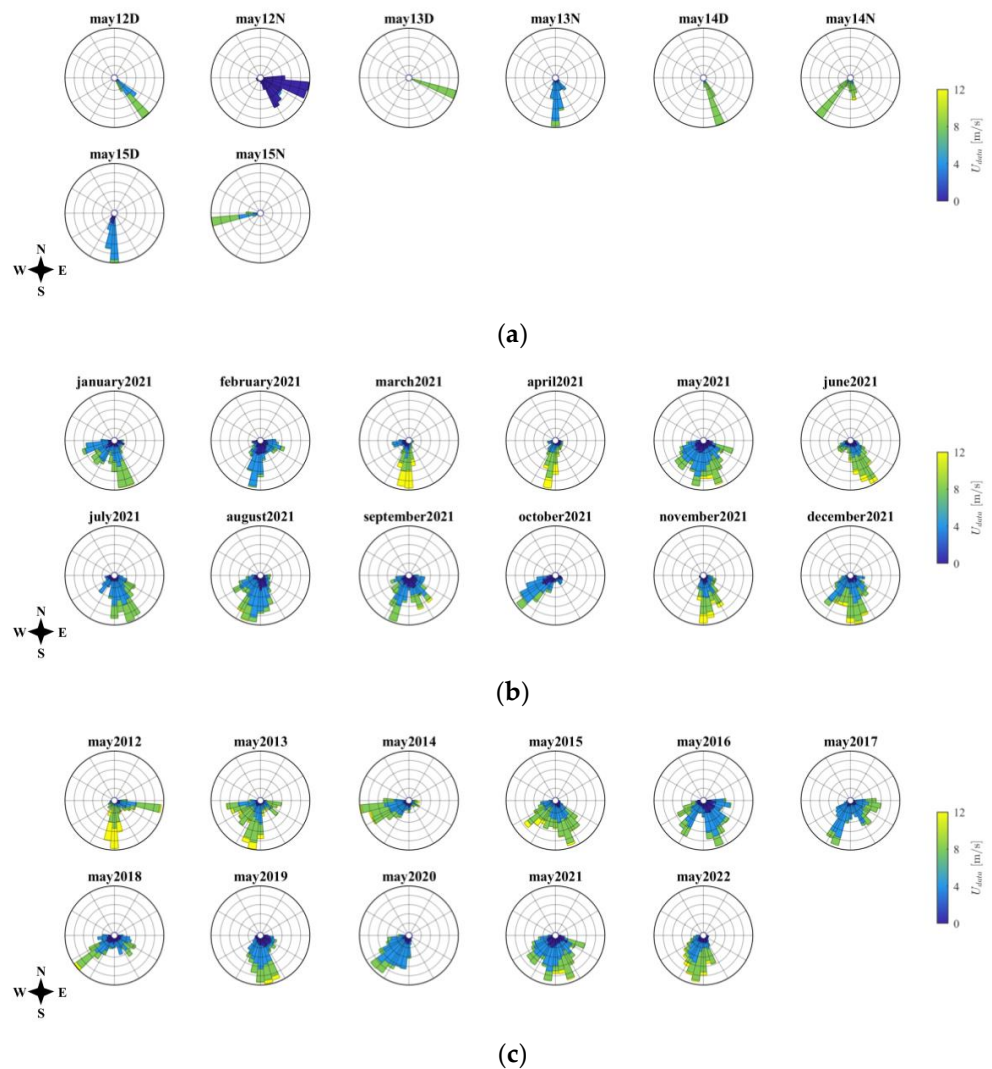 may12D may12N may13D may13N may14D may14N
12
8
4
0
U_data [m/s]
may15D may15N
N
W E
S
(a)
january2021 february2021 march2021 april2021 may2021 june2021
12
8
4
0
U_data [m/s]
july2021 august2021 september2021 october2021 november2021 december2021
N
W E
S
(b)
may2012 may2013 may2014 may2015 may2016 may2017
12
8
4
0
U_data [m/s]
may2018 may2019 may2020 may2021 may2022
N
W E
S
(c)